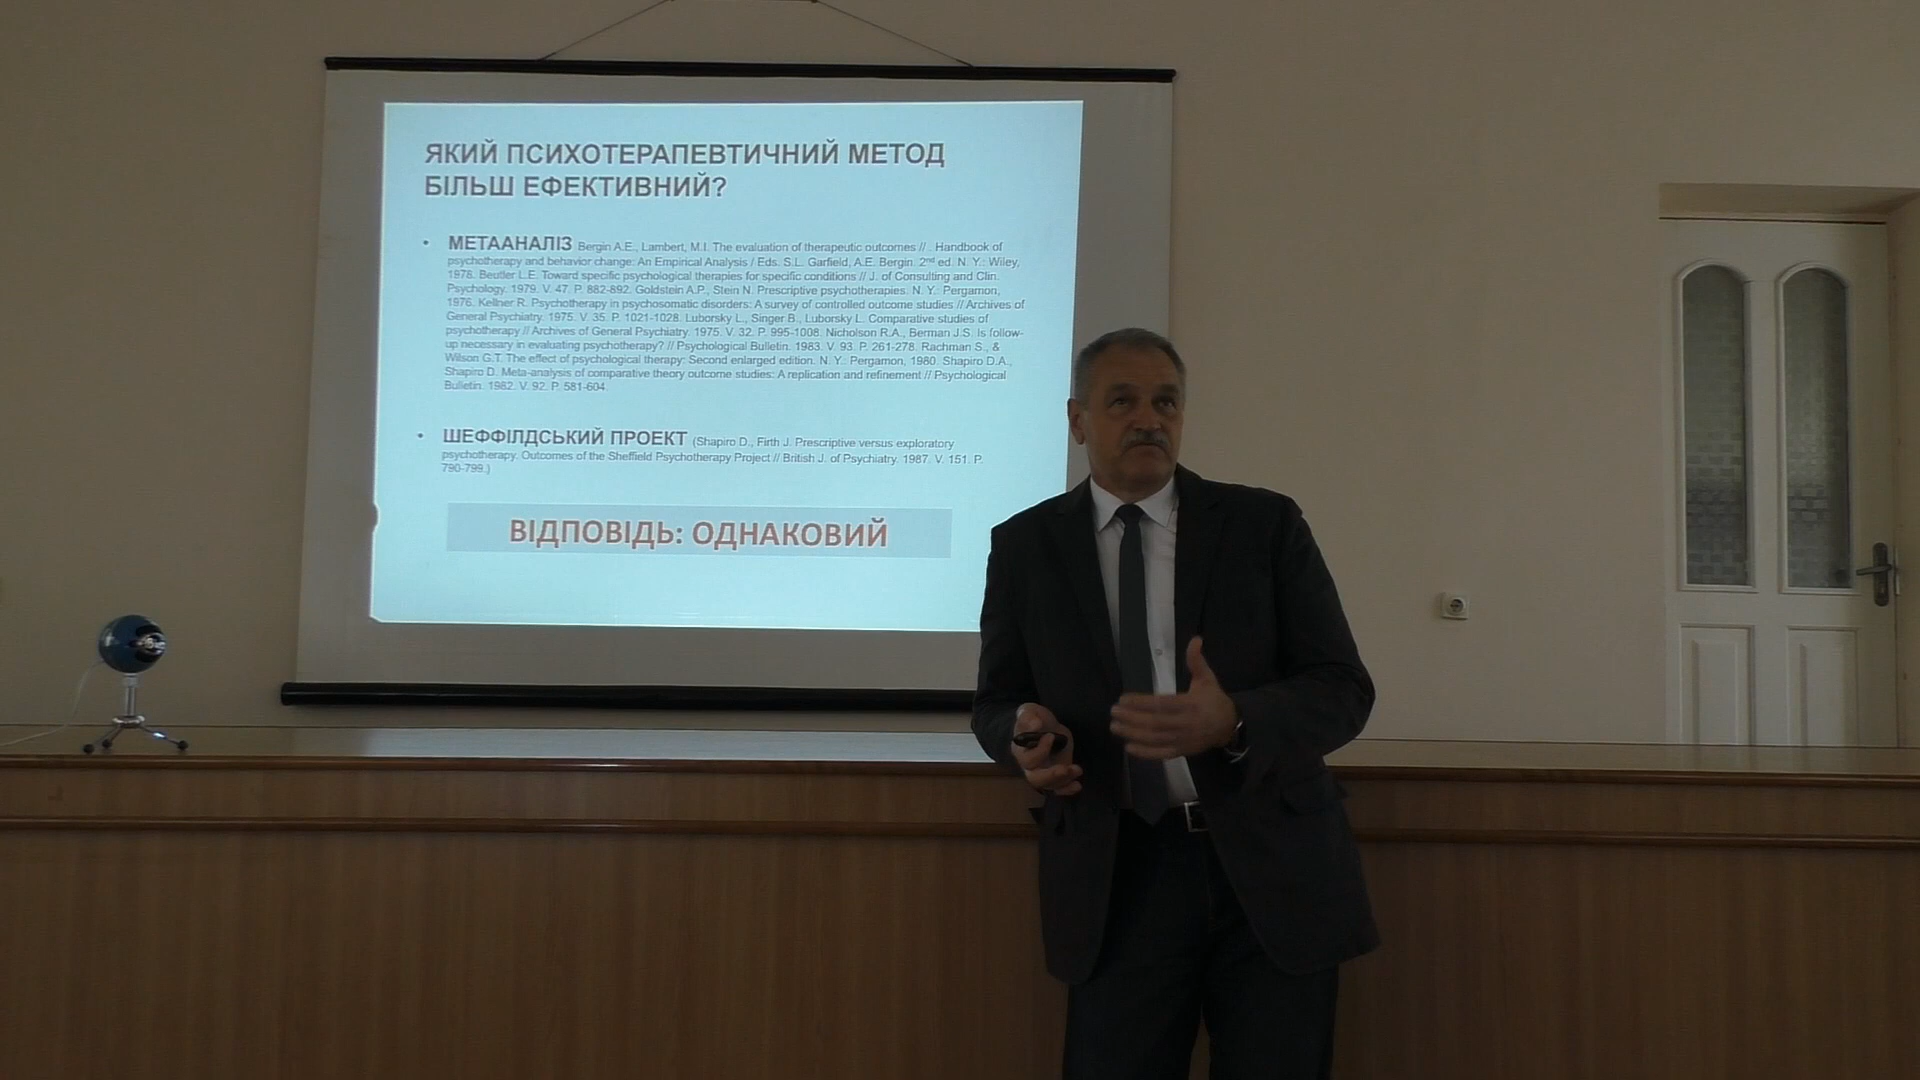 ЯКИЙ ПСИХОТЕРАПЕВТИЧНИЙ МЕТОД
БІЛЬШ ЕФЕКТИВНИЙ?
• МЕТААНАЛІЗ Bergin A.E., Lambert, M.I. The evaluation of therapeutic outcomes // . Handbook of
psychotherapy and behavior change: An Empirical Analysis / Eds. S.L. Garfield, A.E. Bergin. 2nd ed. N. Y.: Wiley,
1978. Beutler L.E. Toward specific psychological therapies for specific conditions // J. of Consulting and Clin.
Psychology. 1979. V. 47. P. 882-892. Goldstein A.P., Stein N. Prescriptive psychotherapies. N. Y.: Pergamon,
1976. Kellner R. Psychotherapy in psychosomatic disorders: A survey of controlled outcome studies // Archives of
General Psychiatry. 1975. V. 35. P. 1021-1028. Luborsky L., Singer B., Luborsky L. Comparative studies of
psychotherapy // Archives of General Psychiatry. 1975. V. 32. P. 995-1008. Nicholson R.A., Berman J.S. Is follow-
up necessary in evaluating psychotherapy? // Psychological Bulletin. 1983. V. 93. P. 261-278. Rachman S., &
Wilson G.T. The effect of psychological therapy: Second enlarged edition. N. Y.: Pergamon, 1980. Shapiro D.A.,
Shapiro D. Meta-analysis of comparative theory outcome studies: A replication and refinement // Psychological
Bulletin. 1982. V. 92. P. 581-604.
• ШЕФФІЛДСЬКИЙ ПРОЕКТ (Shapiro D., Firth J. Prescriptive versus exploratory
psychotherapy. Outcomes of the Sheffield Psychotherapy Project // British J. of Psychiatry. 1987. V. 151. P.
790-799.)
ВІДПОВІДЬ: ОДНАКОВИЙ